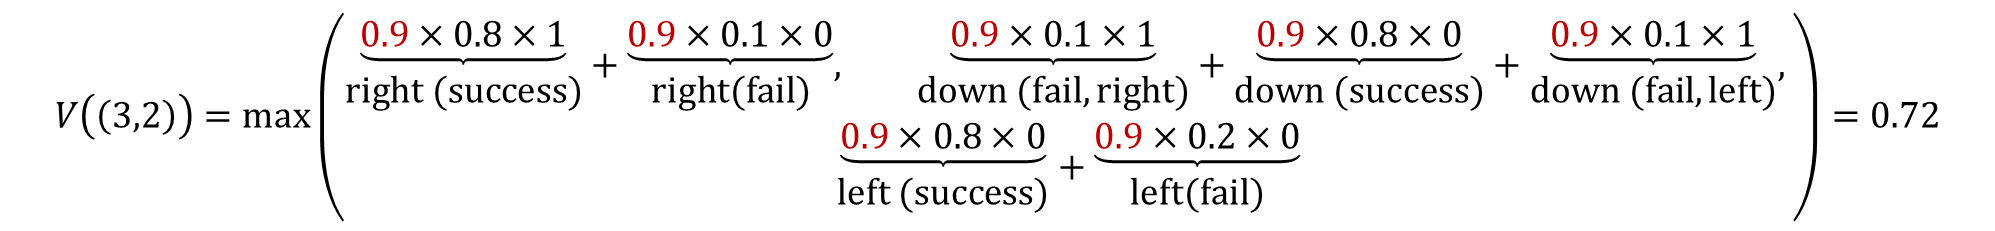 V((3,2)) = max ( 0.9 × 0.8 × 1 + 0.9 × 0.1 × 0, 0.9 × 0.1 × 1 + 0.9 × 0.8 × 0 + 0.9 × 0.1 × 1,
right (success) right(fail) down (fail, right) down (success) down (fail, left)
0.9 × 0.8 × 0 + 0.9 × 0.2 × 0 ) = 0.72
left (success) left(fail)